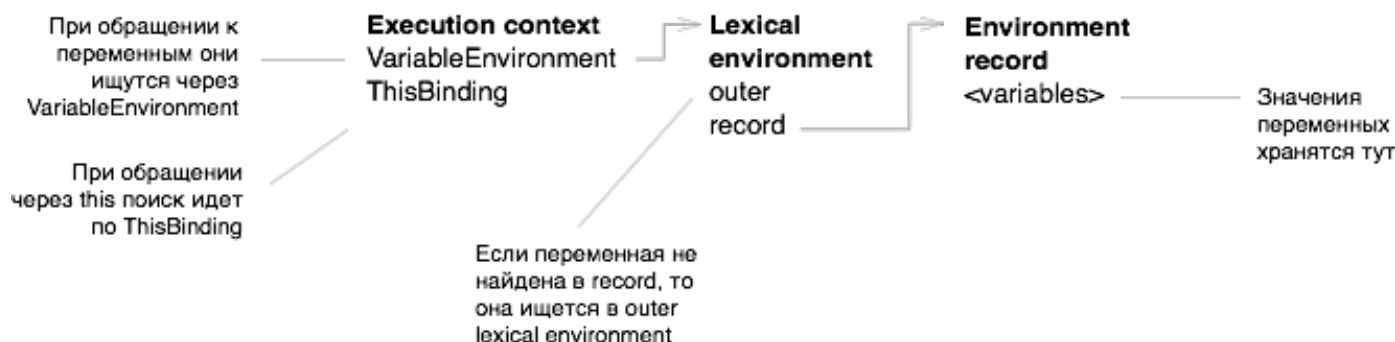 При обращении к
переменным они
ищутся через
VariableEnvironment
При обращении
через this поиск идет
по ThisBinding
Execution context
VariableEnvironment
ThisBinding
Lexical
environment
outer
record
Если переменная не
найдена в record, то
она ищется в outer
lexical environment
Environment
record
<variables>
Значения
переменных
хранятся тут